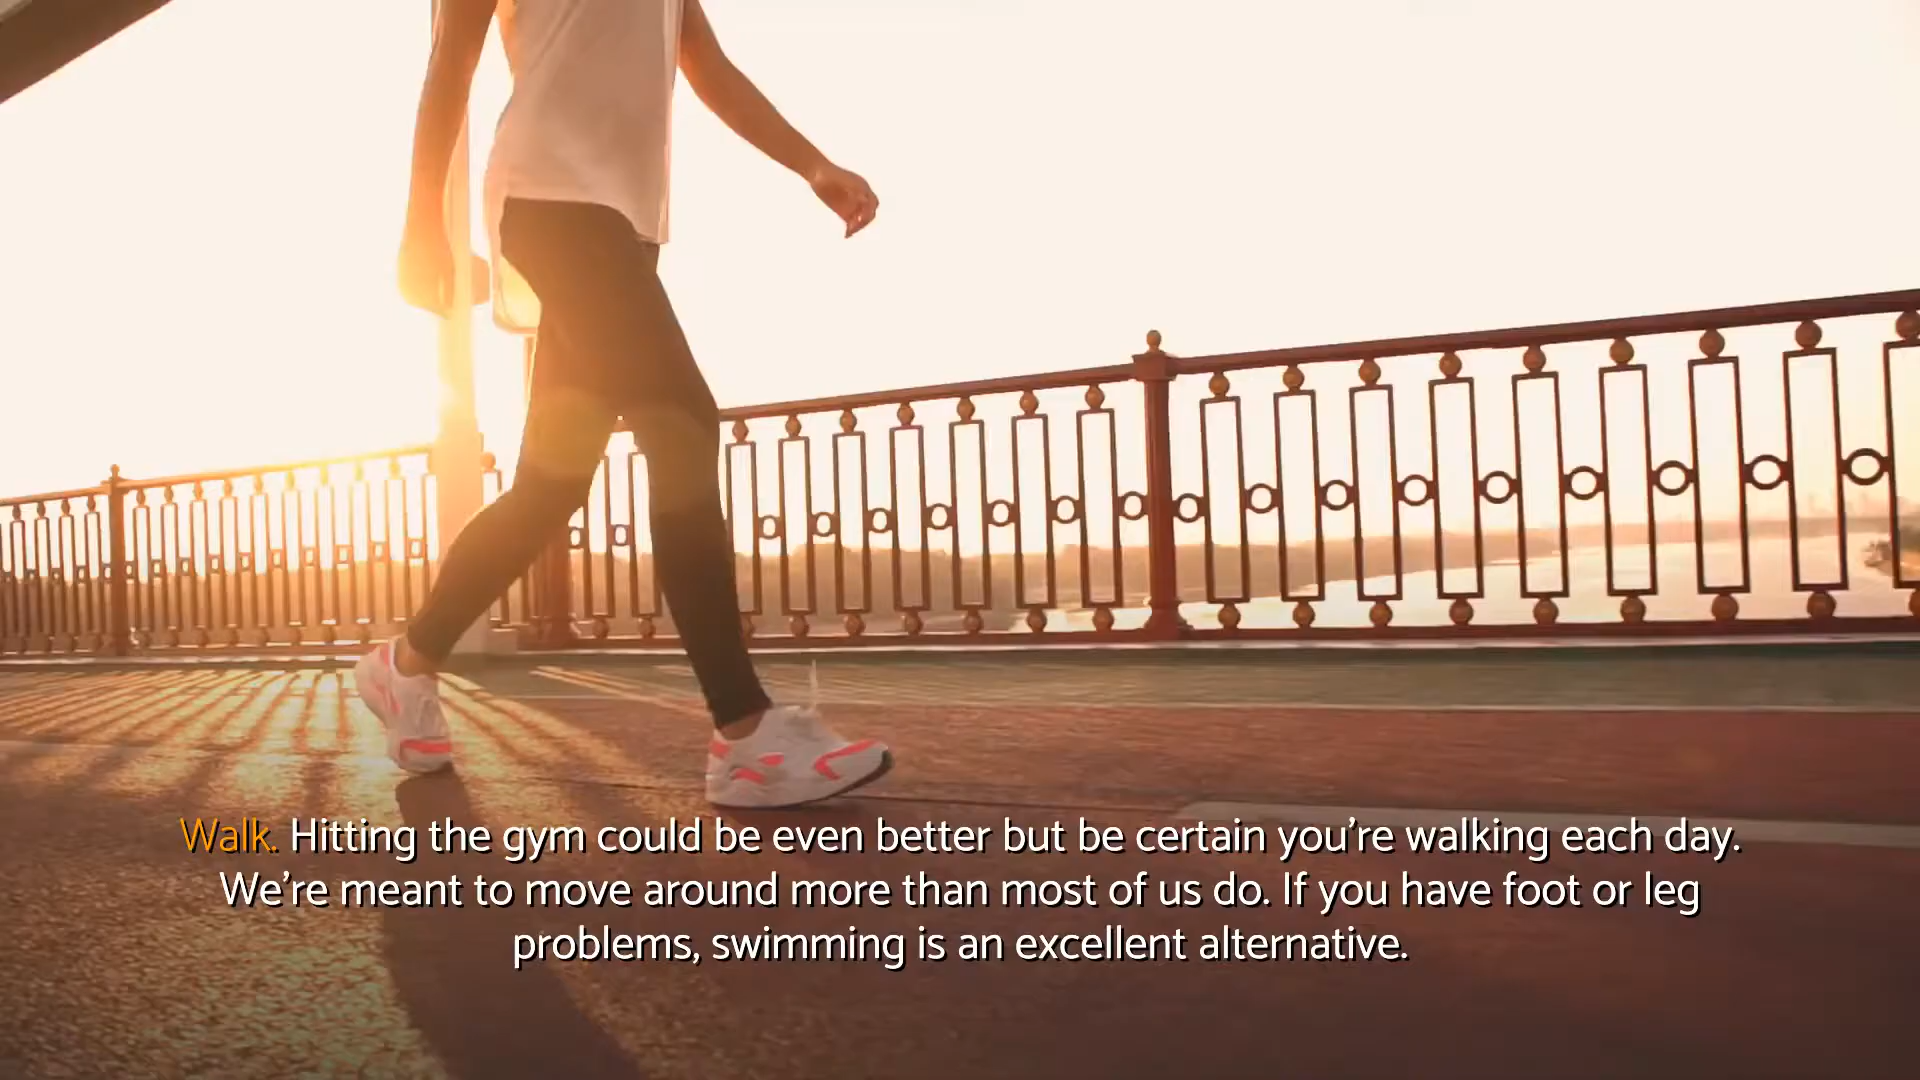 Walk. Hitting the gym could be even better but be certain you're walking each day.
We're meant to move around more than most of us do. If you have foot or leg
problems, swimming is an excellent alternative.